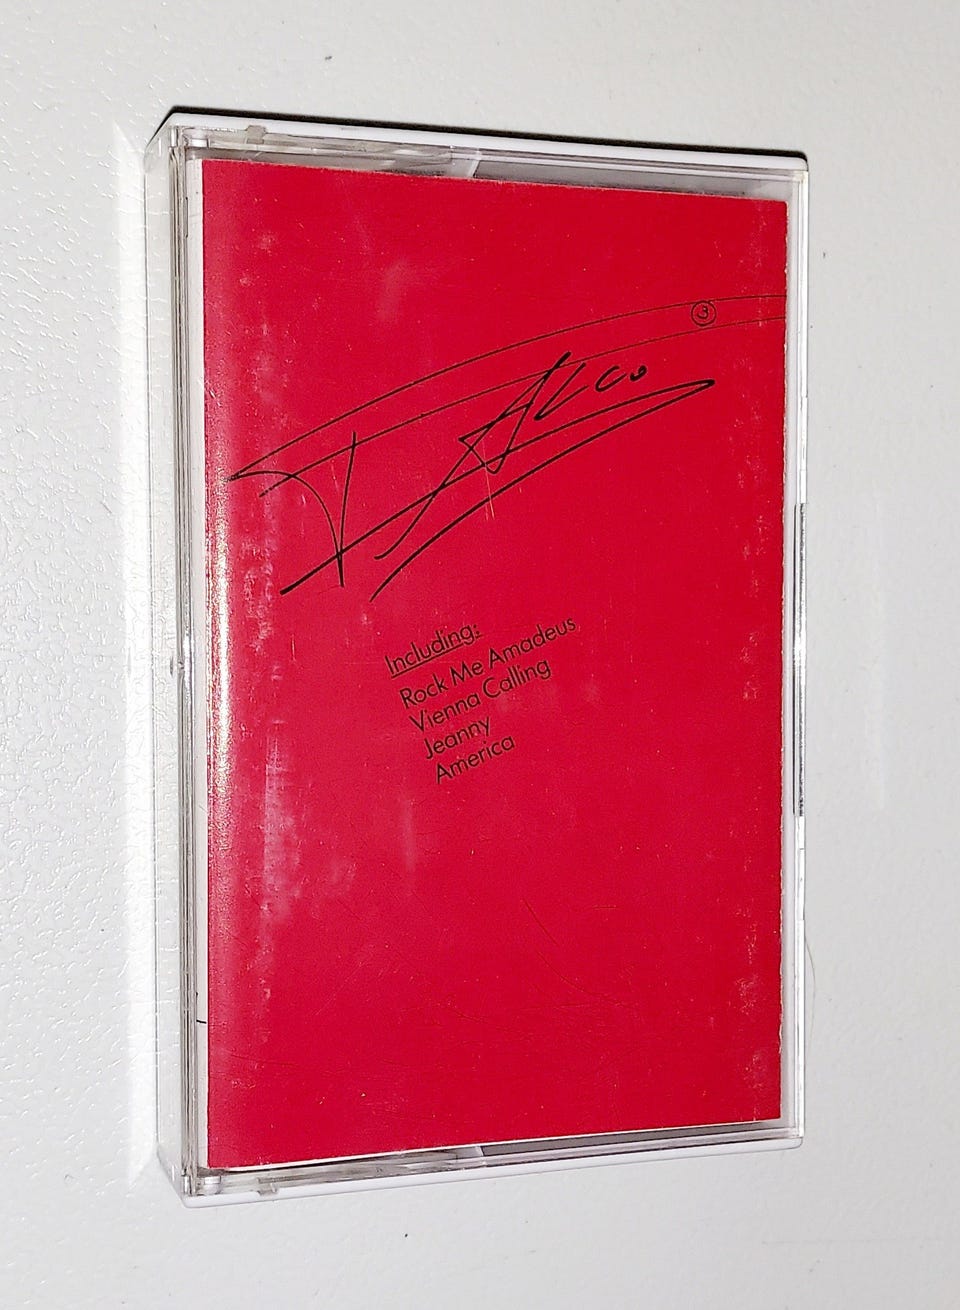 3
Falco
Including:
Rock Me Amadeus
Vienna Calling
Jeanny
America